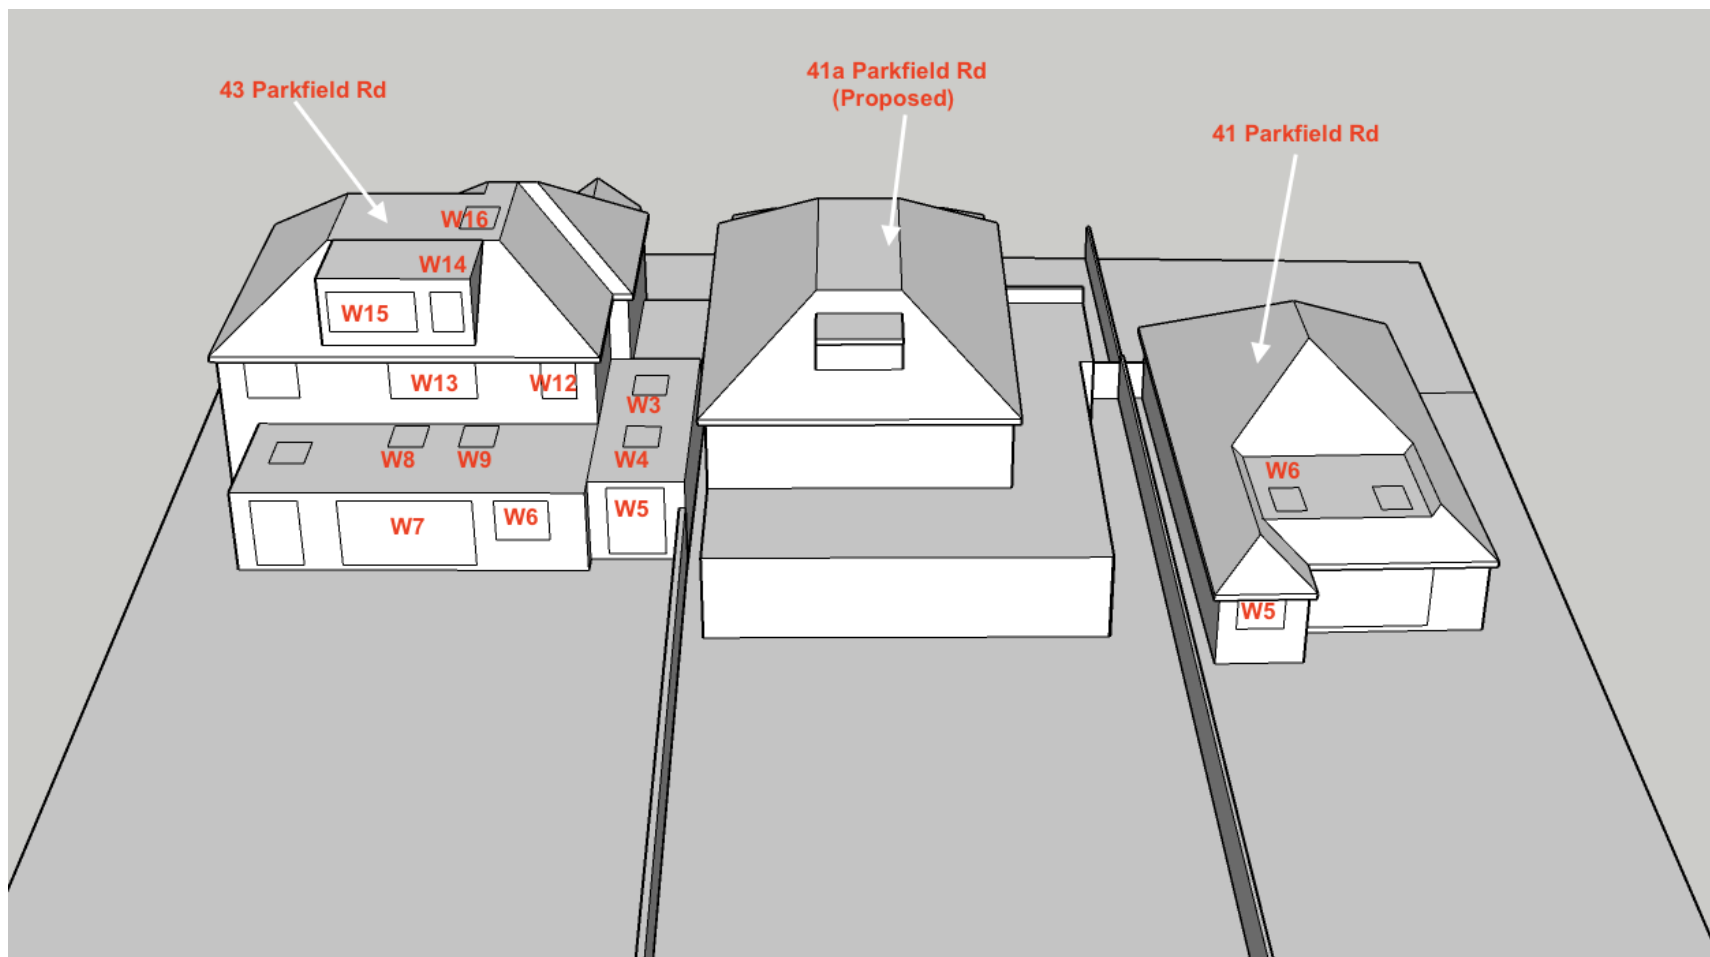 41a Parkfield Rd
(Proposed)
43 Parkfield Rd
41 Parkfield Rd
W16
W14
W15
W13
W12
W3
W8
W9
W4
W6
W5
W7
W6
W5